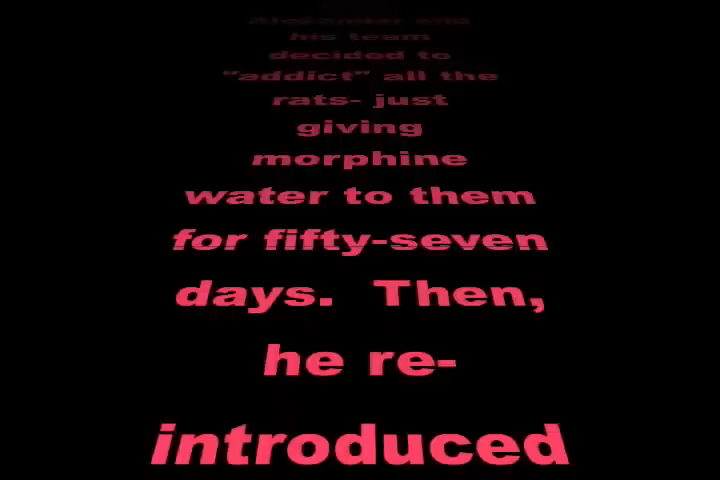 Alexander and
his team
decided to
"addict" all the
rats- just
giving
morphine
water to them
for fifty-seven
days.  Then,
he re-
introduced